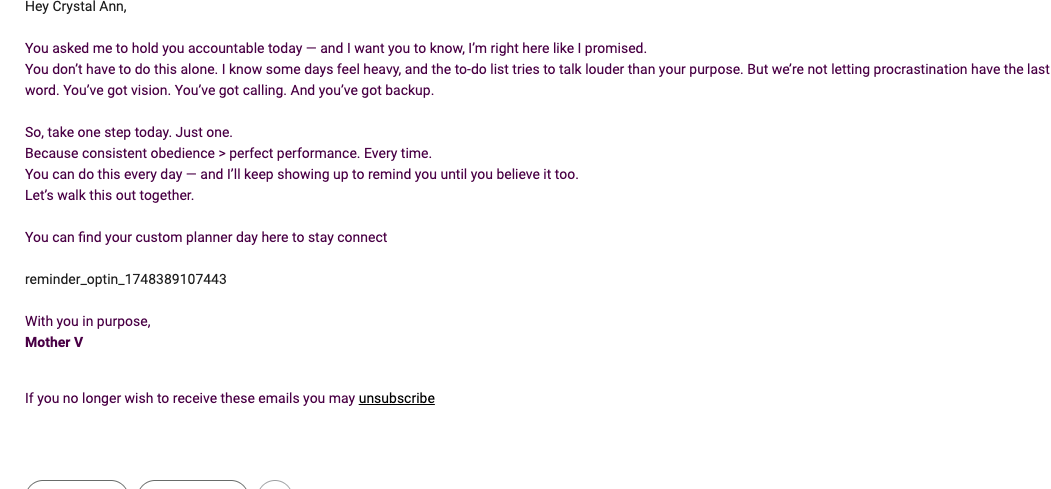 Hey Crystal Ann,
You asked me to hold you accountable today — and I want you to know, I'm right here like I promised.
You don't have to do this alone. I know some days feel heavy, and the to-do list tries to talk louder than your purpose. But we're not letting procrastination have the last
word. You've got vision. You've got calling. And you've got backup.
So, take one step today. Just one.
Because consistent obedience > perfect performance. Every time.
You can do this every day — and I'll keep showing up to remind you until you believe it too.
Let's walk this out together.
You can find your custom planner day here to stay connect
reminder_optin_1748389107443
With you in purpose,
Mother V
If you no longer wish to receive these emails you may unsubscribe